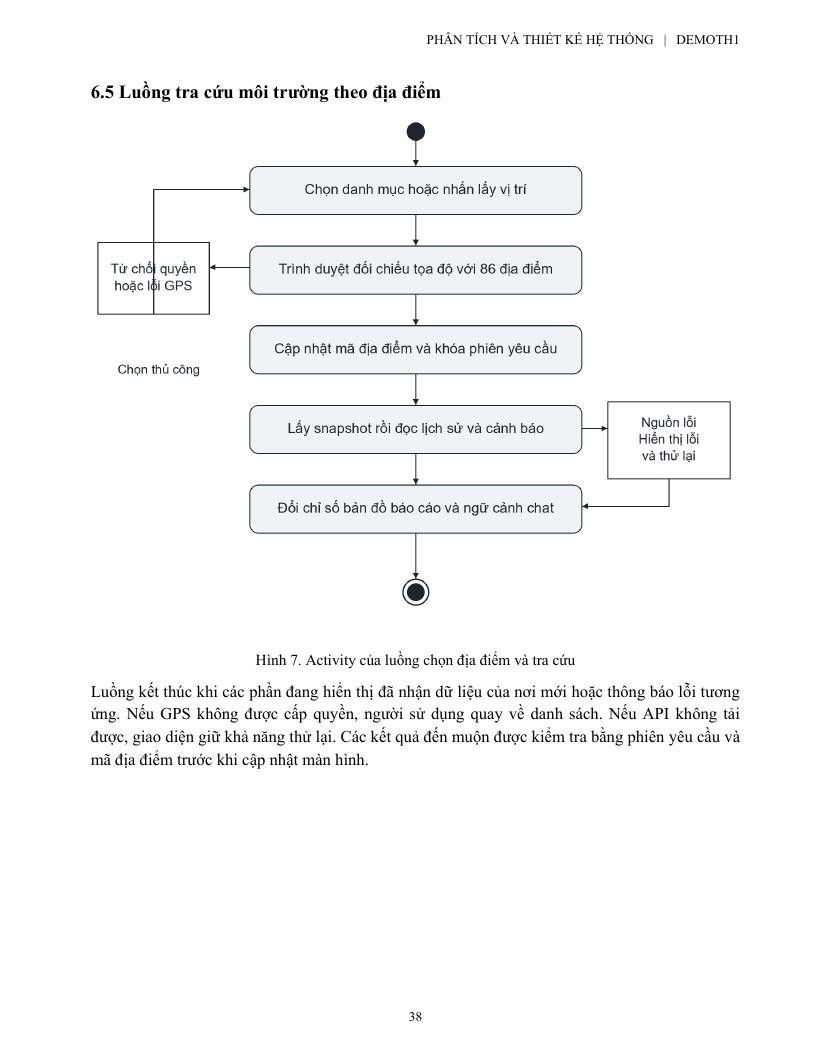 PHÂN TÍCH VÀ THIẾT KẾ HỆ THỐNG | DEMOTH1
6.5 Luồng tra cứu môi trường theo địa điểm
Chọn danh mục hoặc nhấn lấy vị trí
Từ chối quyền
hoặc lỗi GPS
Trình duyệt đối chiếu tọa độ với 86 địa điểm
Cập nhật mã địa điểm và khóa phiên yêu cầu
Chọn thủ công
Lấy snapshot rồi đọc lịch sử và cảnh báo
Nguồn lỗi
Hiển thị lỗi
và thử lại
Đổi chỉ số bản đồ báo cáo và ngữ cảnh chat
Hình 7. Activity của luồng chọn địa điểm và tra cứu
Luồng kết thúc khi các phần đang hiển thị đã nhận dữ liệu của nơi mới hoặc thông báo lỗi tương
ứng. Nếu GPS không được cấp quyền, người sử dụng quay về danh sách. Nếu API không tải
được, giao diện giữ khả năng thử lại. Các kết quả đến muộn được kiểm tra bằng phiên yêu cầu và
mã địa điểm trước khi cập nhật màn hình.
38